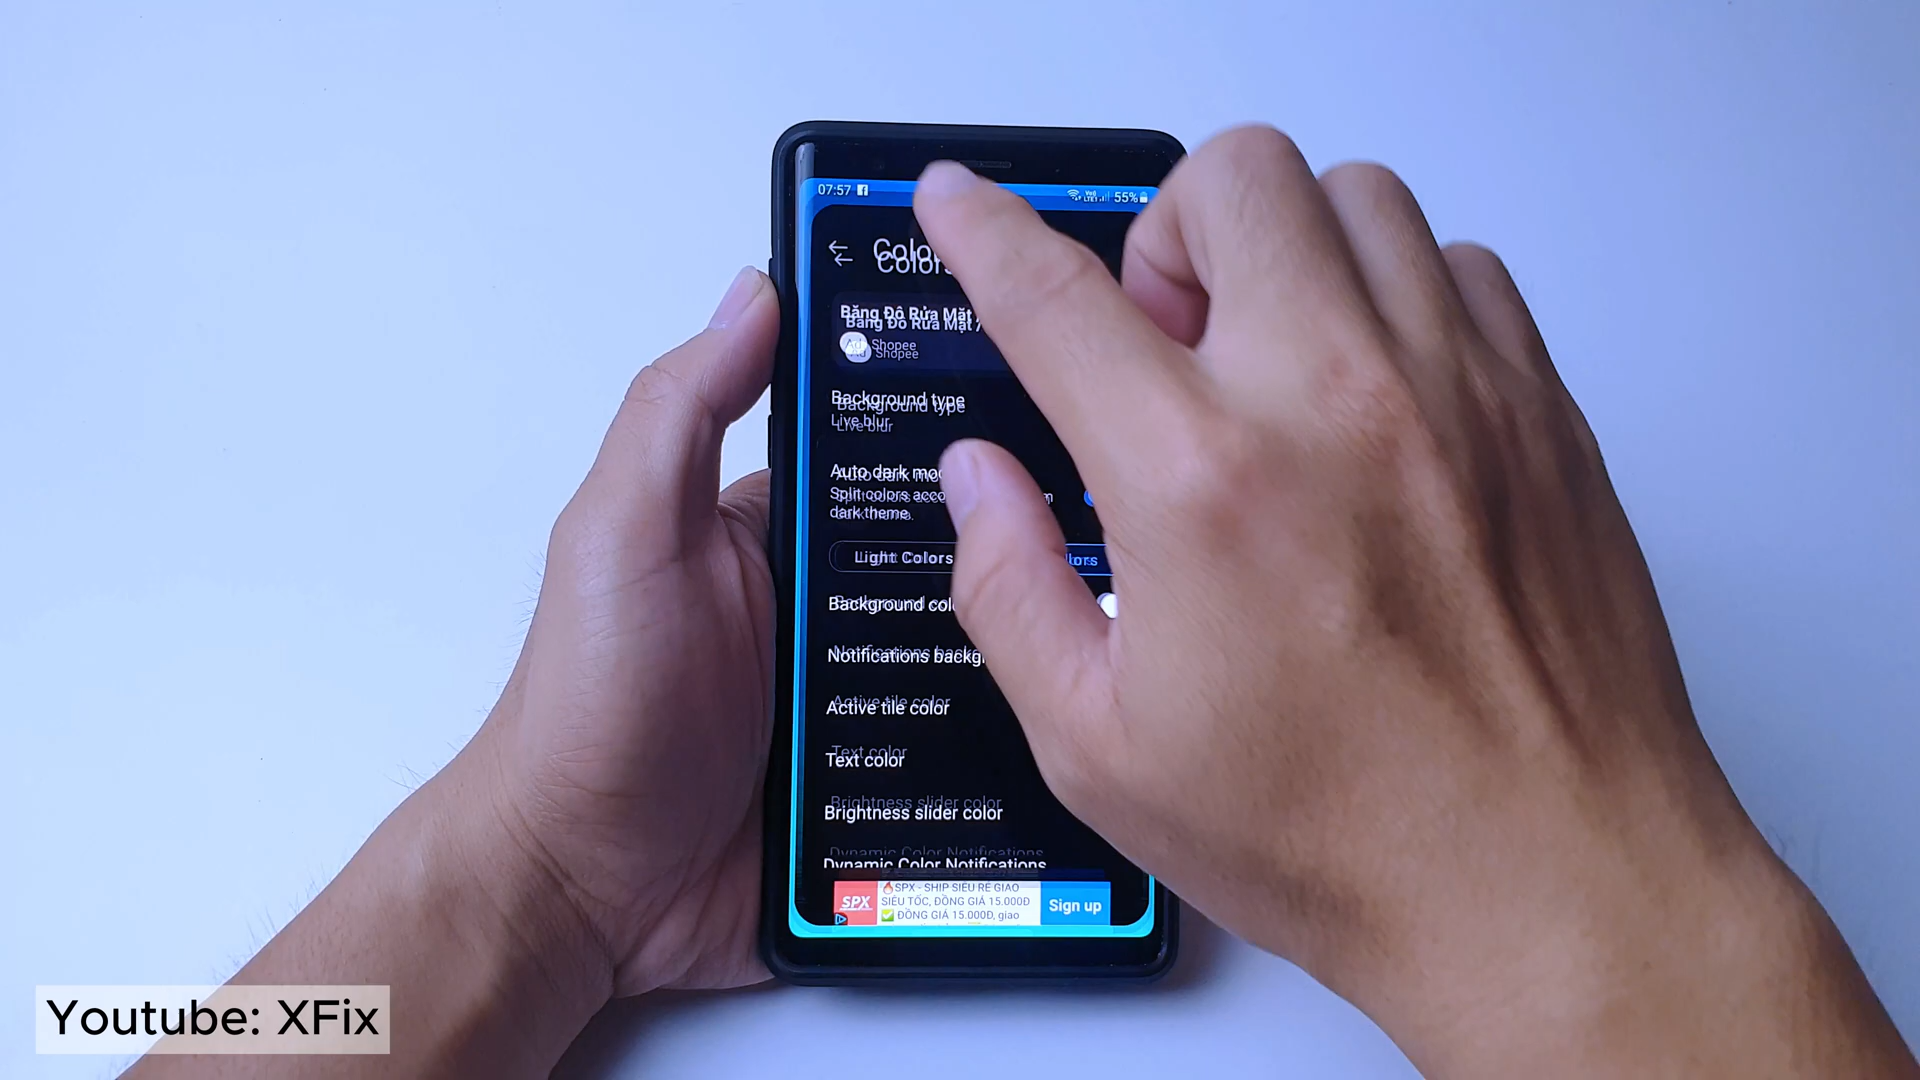 07:57
55%
Colors
Băng Đô Rửa Mặt
Ad Shopee
Background type
Live blur
Auto dark mo
Split colors acco m
dark theme.
Light Colors lors
Background colo
Notifications backg
Active tile color
Text color
Brightness slider color
Dynamic Color Notifications
SPX
🔥SPX - SHIP SIÊU RẺ GIAO
SIÊU TỐC, ĐỒNG GIÁ 15.000Đ
✅ ĐỒNG GIÁ 15.000Đ, giao
Sign up
Youtube: XFix